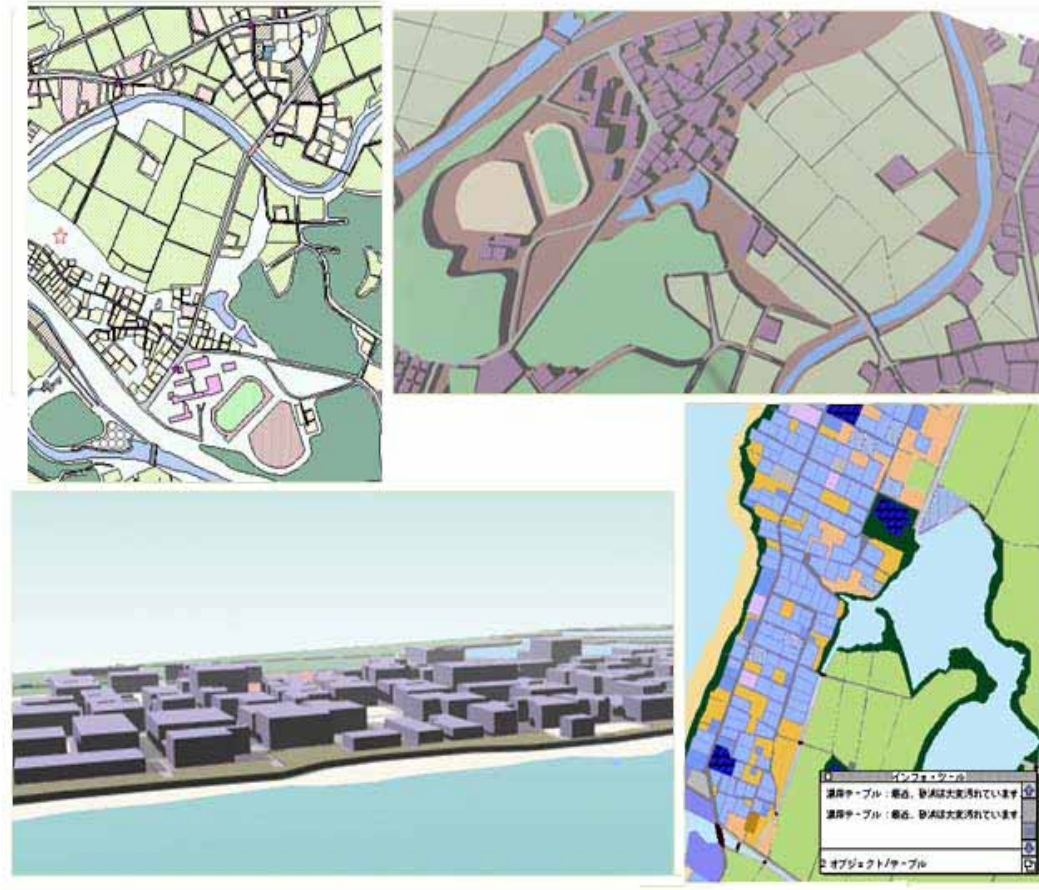 インフォ・ツール
湯岸テーブル：最近、砂浜は大変汚れています
湯岸テーブル：最近、砂浜は大変汚れています
2 オブジェクト/テーブル